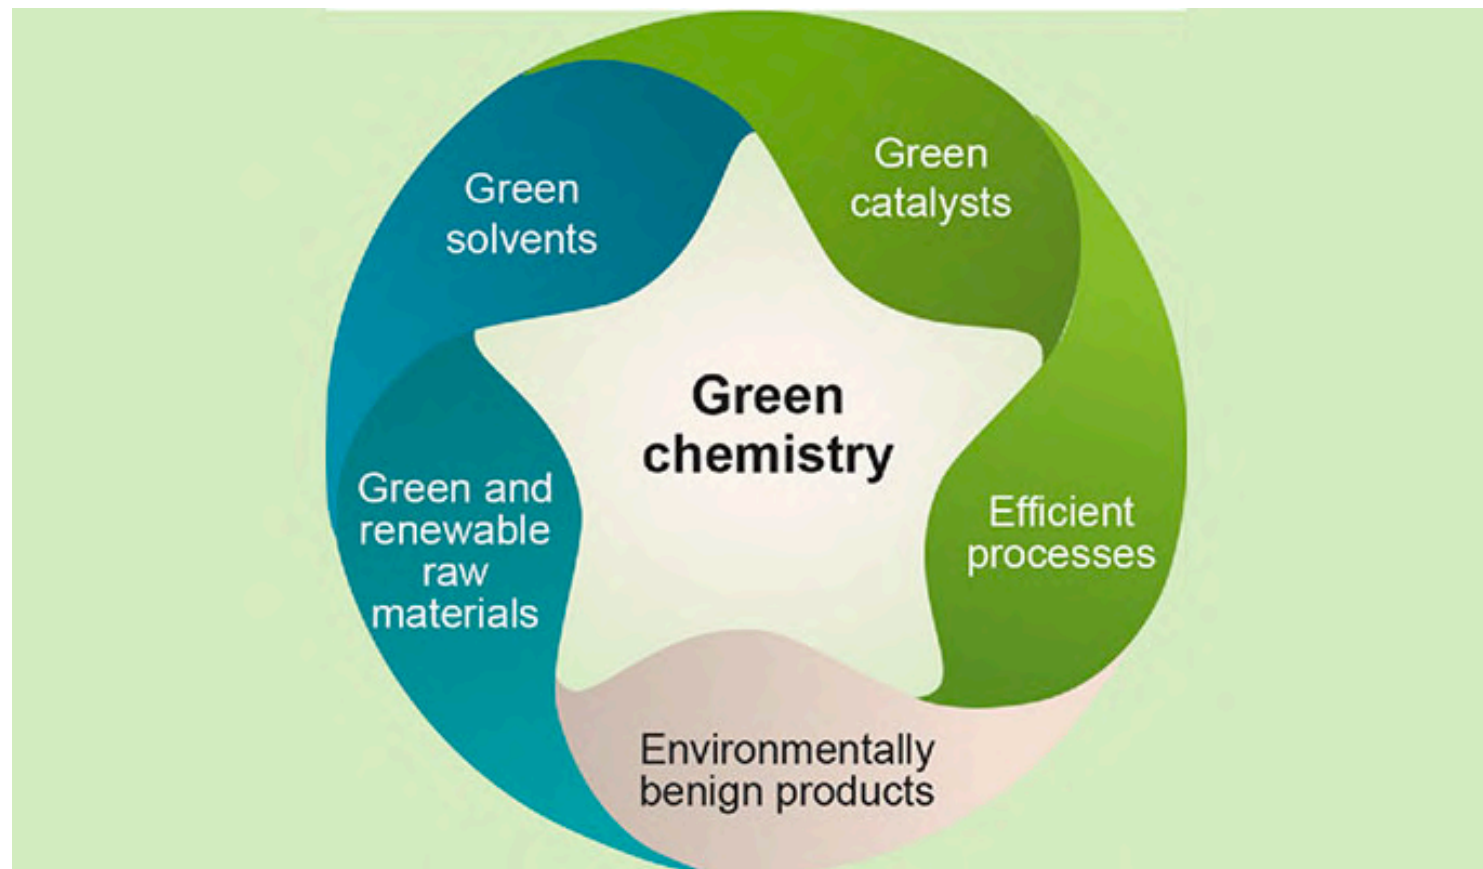 Green
solvents
Green
catalysts
Green
chemistry
Green and
renewable
raw
materials
Efficient
processes
Environmentally
benign products